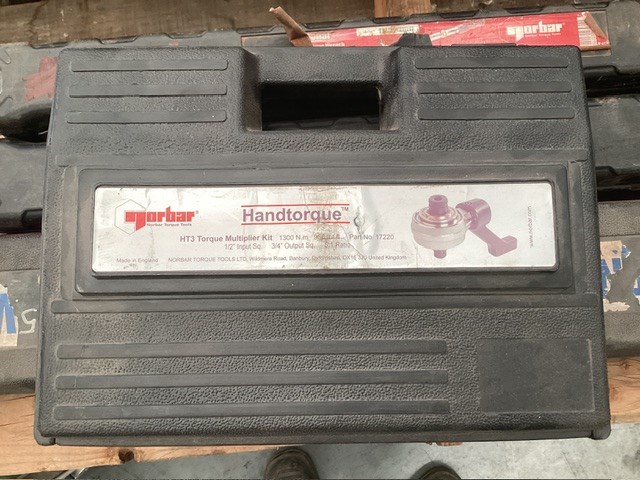 norbar
norbar
Norbar Torque Tools
Handtorque™
HT3 Torque Multiplier Kit 1300 N.m Part No. 17220
1/2" Input Sq. 3/4" Output Sq. Ratio
Made in England NORBAR TORQUE TOOLS LTD, Wildmere Road, Banbury, OX16 United Kingdom
www.norbar.com